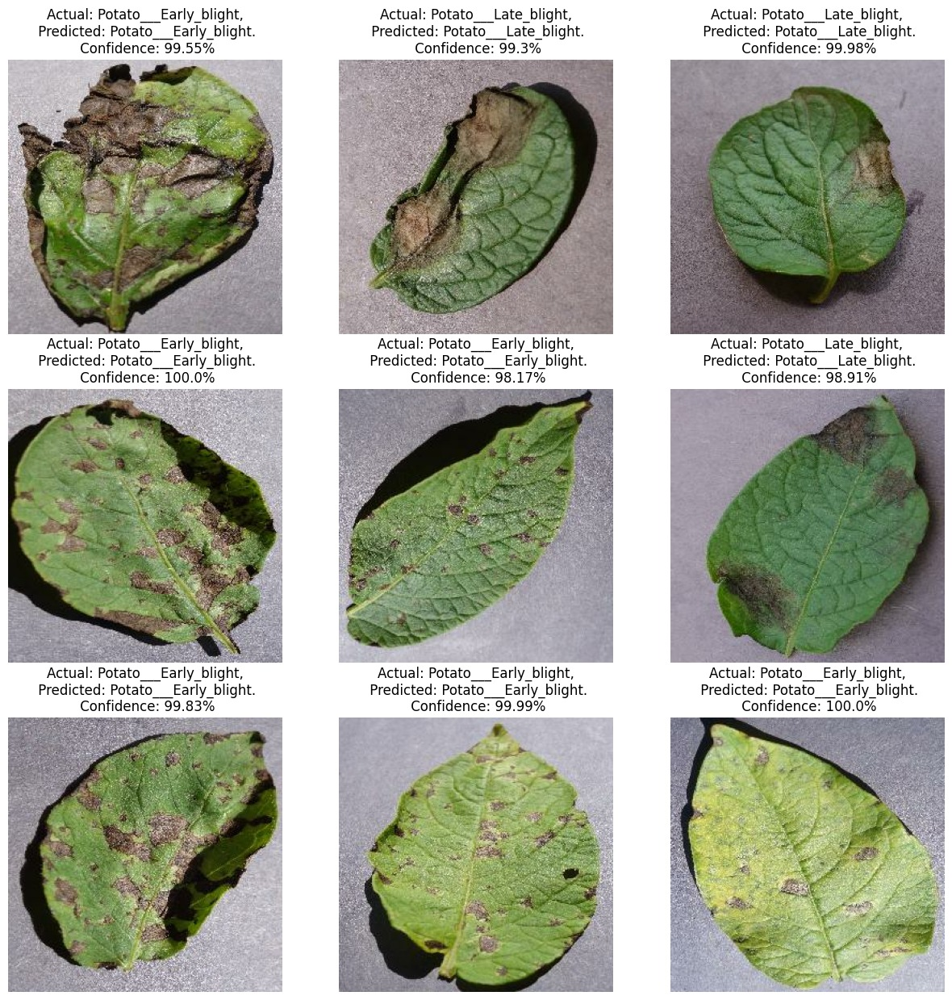 Actual: Potato___Early_blight,
Predicted: Potato___Early_blight.
Confidence: 99.55%
Actual: Potato___Late_blight,
Predicted: Potato___Late_blight.
Confidence: 99.3%
Actual: Potato___Late_blight,
Predicted: Potato___Late_blight.
Confidence: 99.98%
Actual: Potato___Early_blight,
Predicted: Potato___Early_blight.
Confidence: 100.0%
Actual: Potato___Early_blight,
Predicted: Potato___Early_blight.
Confidence: 98.17%
Actual: Potato___Late_blight,
Predicted: Potato___Late_blight.
Confidence: 98.91%
Actual: Potato___Early_blight,
Predicted: Potato___Early_blight.
Confidence: 99.83%
Actual: Potato___Early_blight,
Predicted: Potato___Early_blight.
Confidence: 99.99%
Actual: Potato___Early_blight,
Predicted: Potato___Early_blight.
Confidence: 100.0%